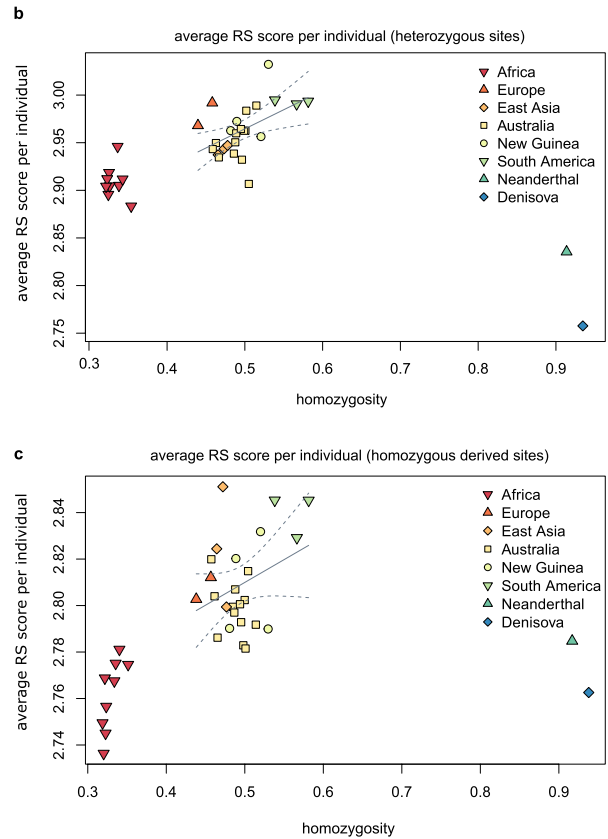 b
average RS score per individual (heterozygous sites)
average RS score per individual
3.00
2.95
2.90
2.85
2.80
2.75
Africa
Europe
East Asia
Australia
New Guinea
South America
Neanderthal
Denisova
0.3 0.4 0.5 0.6 0.7 0.8 0.9
homozygosity
c
average RS score per individual (homozygous derived sites)
average RS score per individual
2.84
2.82
2.80
2.78
2.76
2.74
Africa
Europe
East Asia
Australia
New Guinea
South America
Neanderthal
Denisova
0.3 0.4 0.5 0.6 0.7 0.8 0.9
homozygosity